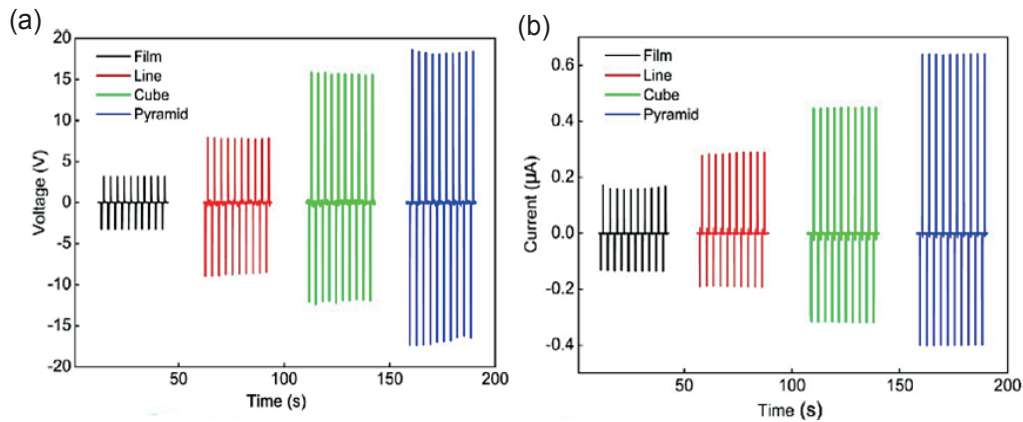 (a)
20
15
10
5
0
-5
-10
-15
-20
Voltage (V)
Film
Line
Cube
Pyramid
50 100 150 200
Time (s)
(b)
0.6
0.4
0.2
0.0
-0.2
-0.4
Current (μA)
Film
Line
Cube
Pyramid
50 100 150 200
Time (s)